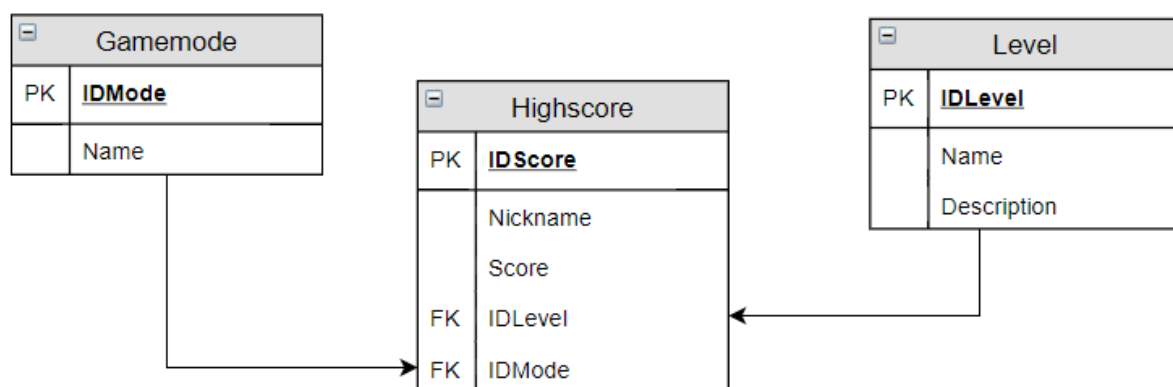 Gamemode
PK IDMode
Name
Highscore
PK IDScore
Nickname
Score
FK IDLevel
FK IDMode
Level
PK IDLevel
Name
Description